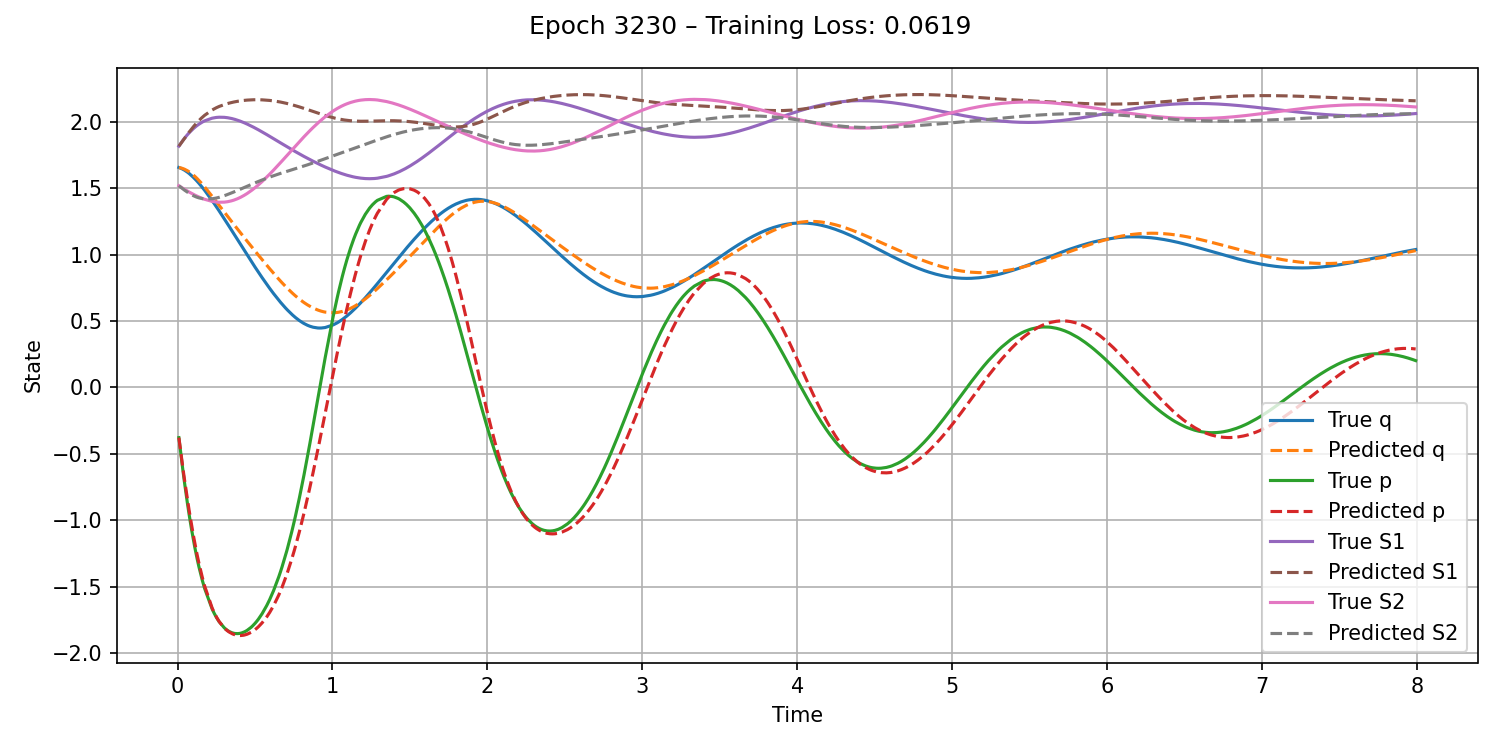 Epoch 3230 – Training Loss: 0.0619
State
2.0
1.5
1.0
0.5
0.0
−0.5
−1.0
−1.5
−2.0
0 1 2 3 4 5 6 7 8
Time
True q
Predicted q
True p
Predicted p
True S1
Predicted S1
True S2
Predicted S2